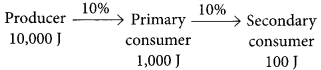 10% 10%
Producer Primary Secondary
10,000 J consumer consumer
1,000 J 100 J